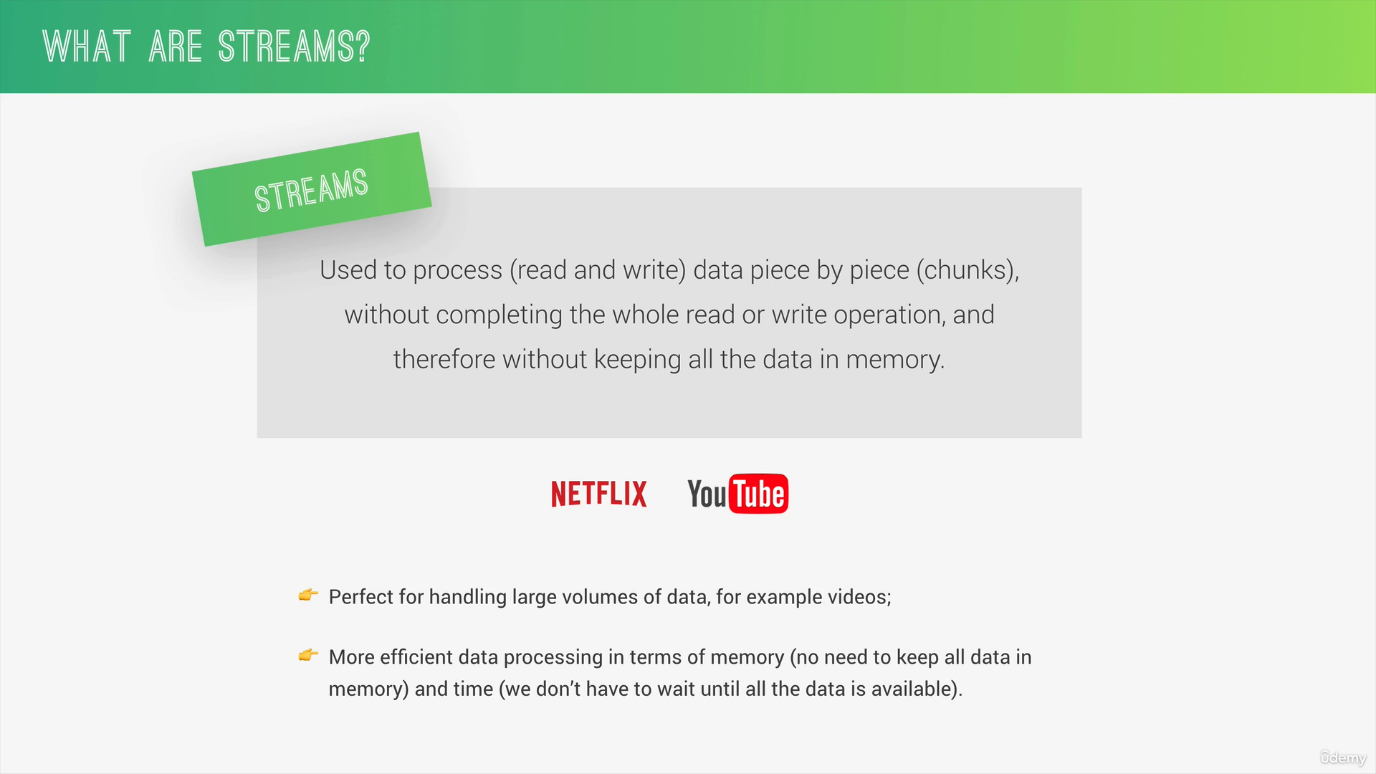 WHAT ARE STREAMS?
STREAMS
Used to process (read and write) data piece by piece (chunks),
without completing the whole read or write operation, and
therefore without keeping all the data in memory.
NETFLIX YouTube
Perfect for handling large volumes of data, for example videos;
More efficient data processing in terms of memory (no need to keep all data in
memory) and time (we don’t have to wait until all the data is available).
ûdemy